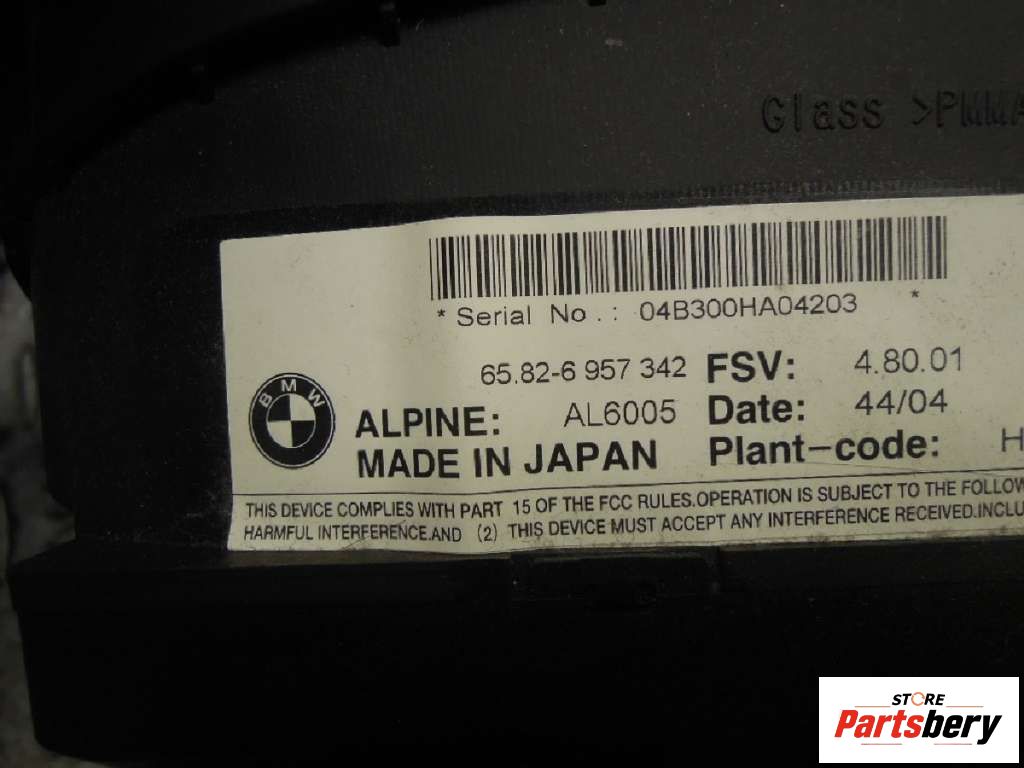 Glass >PMMA
* Serial No.: 04B300HA04203 *
65.82-6 957 342 FSV: 4.80.01
BMW
ALPINE: AL6005 Date: 44/04
MADE IN JAPAN Plant-code: H
THIS DEVICE COMPLIES WITH PART 15 OF THE FCC RULES.OPERATION IS SUBJECT TO THE FOLLOW
HARMFUL INTERFERENCE.AND (2) THIS DEVICE MUST ACCEPT ANY INTERFERENCE RECEIVED.INCLU
STORE
Partsbery